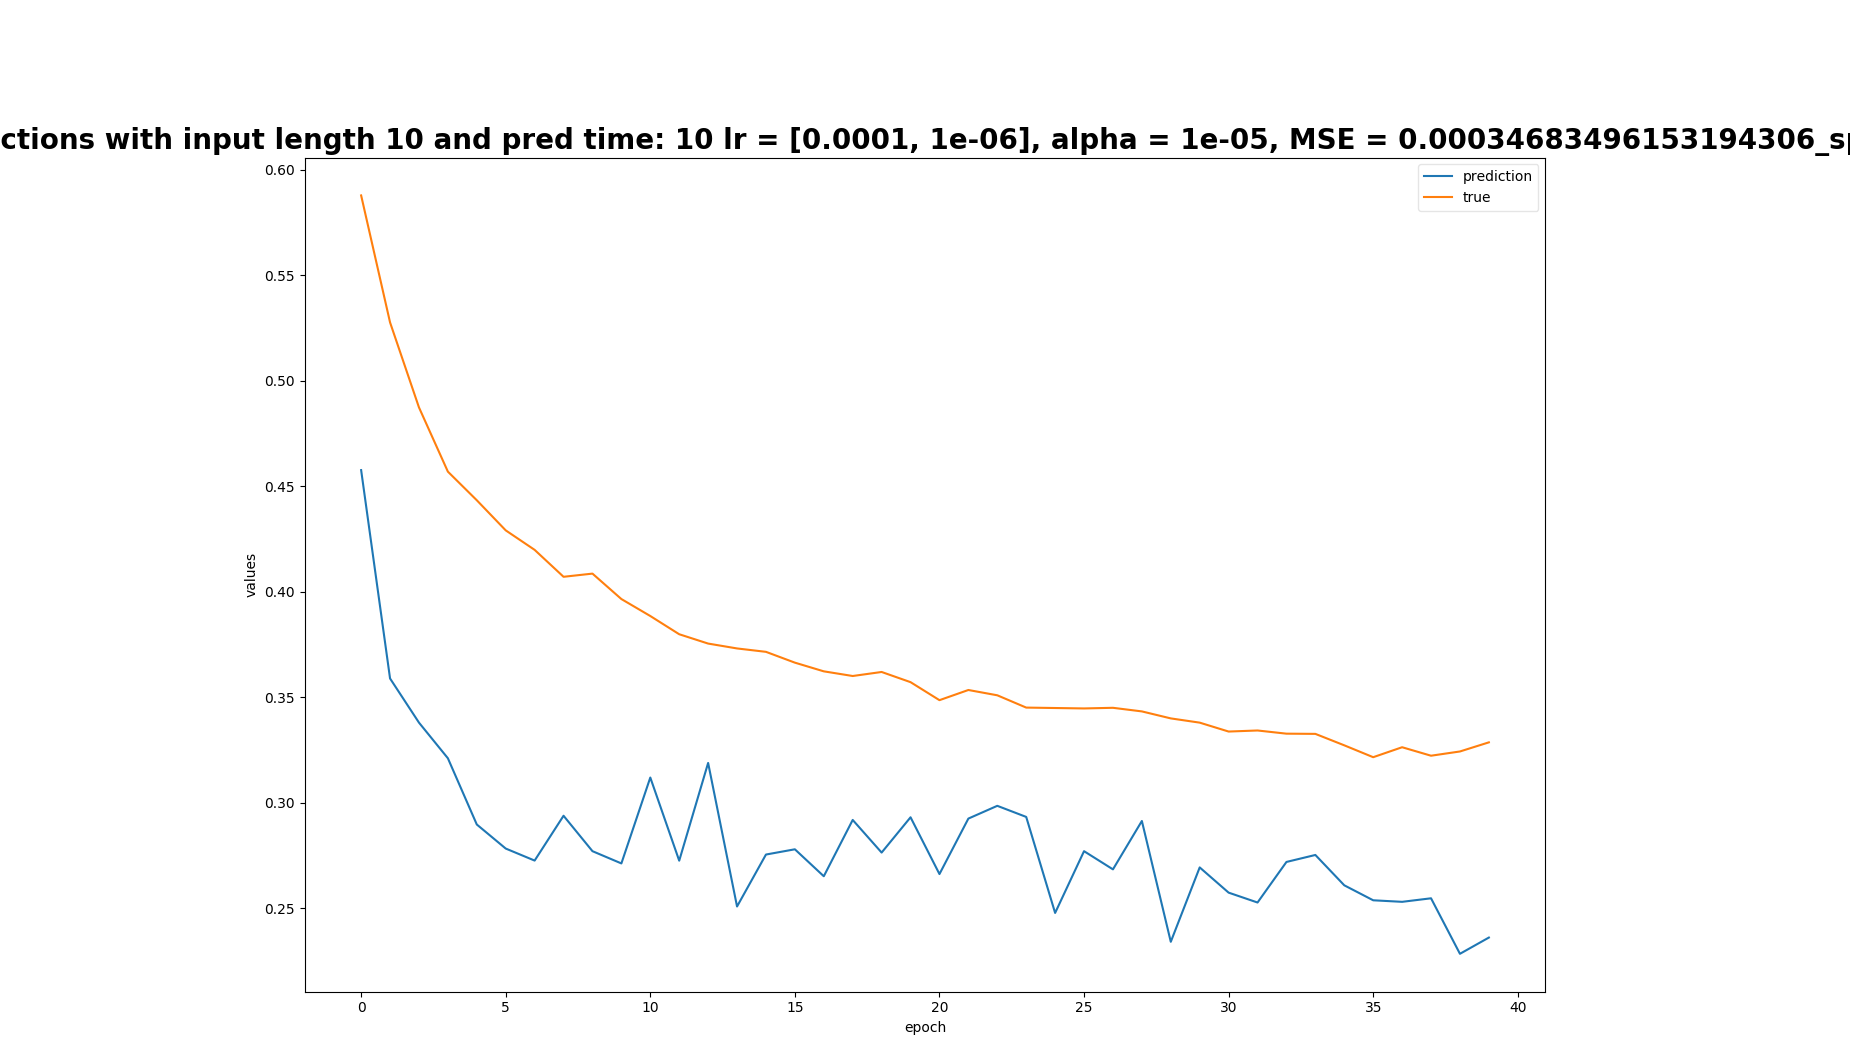 ctions with input length 10 and pred time: 10 lr = [0.0001, 1e-06], alpha = 1e-05, MSE = 0.00034683496153194306_sp
prediction
true
0.60
0.55
0.50
0.45
0.40
0.35
0.30
0.25
values
0 5 10 15 20 25 30 35 40
epoch